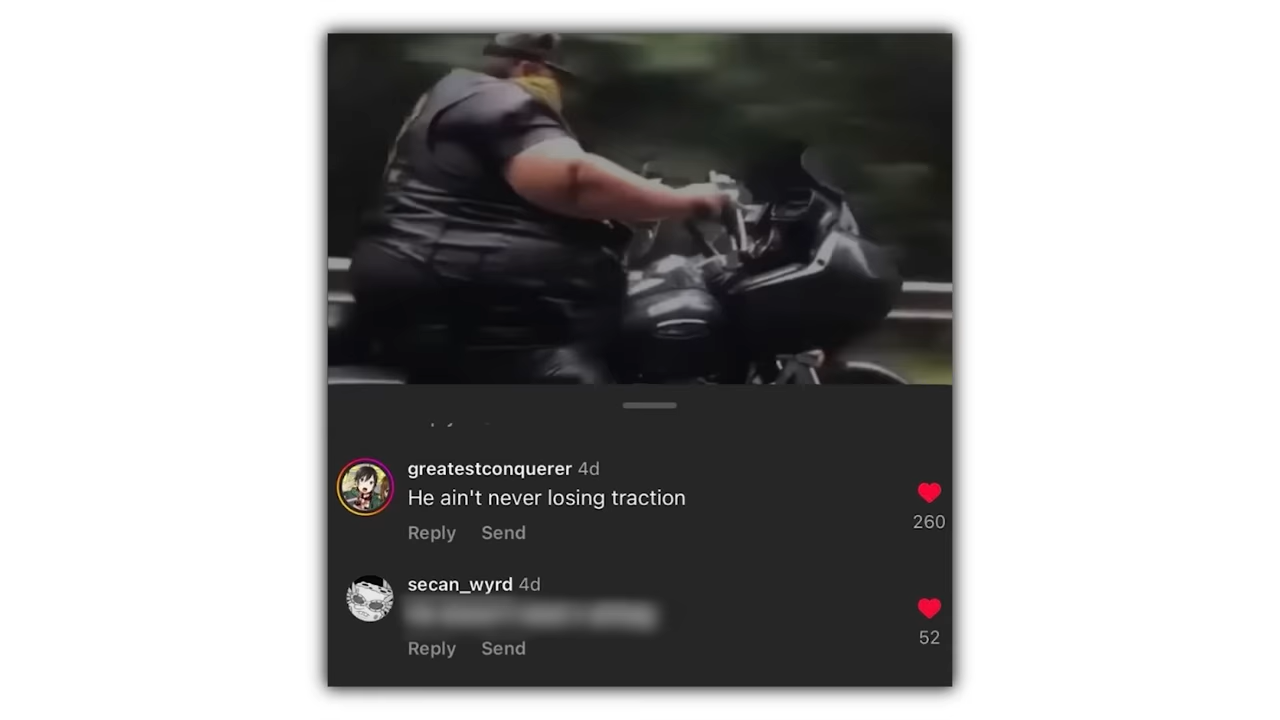 greatestconquerer 4d
He ain't never losing traction
Reply Send
260
secan_wyrd 4d
Reply Send
52